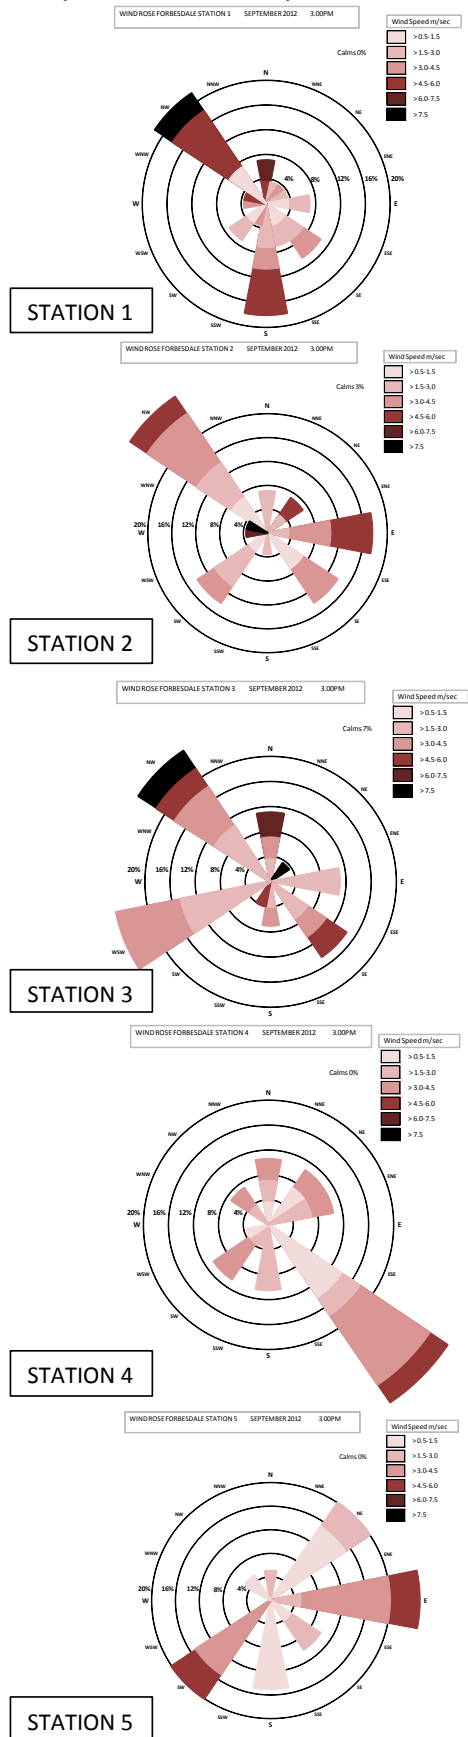 WIND ROSE FORBESDALE STATION 1 SEPTEMBER 2012 3.00PM
Wind Speed m/sec
Calms 0%
>0.5-1.5
>1.5-3.0
>3.0-4.5
>4.5-6.0
>6.0-7.5
>7.5
N
NNW
NNE
NW
NE
WNW
ENE
4% 8% 12% 16% 20%
W
E
WSW
ESE
SW
SE
SSW
SSE
S
STATION 1
WIND ROSE FORBESDALE STATION 2 SEPTEMBER 2012 3.00PM
Wind Speed m/sec
Calms 3%
>0.5-1.5
>1.5-3.0
>3.0-4.5
>4.5-6.0
>6.0-7.5
>7.5
N
NW
NNW
NNE
NE
WNW
ENE
20% 16% 12% 8% 4%
W
E
WSW
ESE
SW
SE
SSW
SSE
S
STATION 2
WIND ROSE FORBESDALE STATION 3 SEPTEMBER 2012 3.00PM
Wind Speed m/sec
Calms 7%
>0.5-1.5
>1.5-3.0
>3.0-4.5
>4.5-6.0
>6.0-7.5
>7.5
N
NW
NNW
NNE
NE
WNW
ENE
20% 16% 12% 8% 4%
W
E
WSW
ESE
SW
SE
SSW
SSE
S
STATION 3
WIND ROSE FORBESDALE STATION 4 SEPTEMBER 2012 3.00PM
Wind Speed m/sec
Calms 0%
>0.5-1.5
>1.5-3.0
>3.0-4.5
>4.5-6.0
>6.0-7.5
>7.5
N
NNW
NNE
NW
NE
WNW
ENE
20% 16% 12% 8% 4%
W
E
WSW
ESE
SW
SE
SSW
SSE
S
STATION 4
WIND ROSE FORBESDALE STATION 5 SEPTEMBER 2012 3.00PM
Wind Speed m/sec
Calms 0%
>0.5-1.5
>1.5-3.0
>3.0-4.5
>4.5-6.0
>6.0-7.5
>7.5
N
NNW
NNE
NW
NE
WNW
ENE
20% 16% 12% 8% 4%
W
E
WSW
ESE
SW
SE
SSW
SSE
S
STATION 5